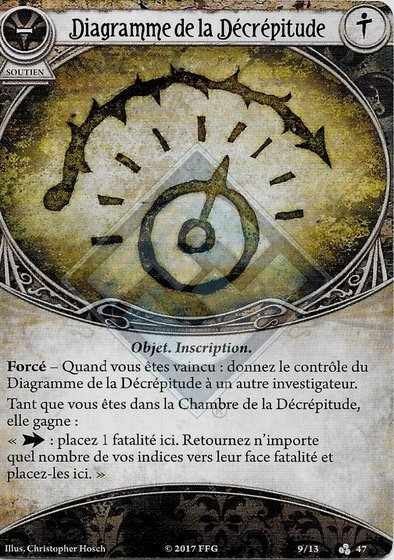 Diagramme de la Décrépitude
SOUTIEN
Objet. Inscription.
Forcé – Quand vous êtes vaincu : donnez le contrôle du
Diagramme de la Décrépitude à un autre investigateur.
Tant que vous êtes dans la Chambre de la Décrépitude,
elle gagne :
« : placez 1 fatalité ici. Retournez n’importe
quel nombre de vos indices vers leur face fatalité et
placez-les ici. »
Illus. Christopher Hosch © 2017 FFG 9/13 47